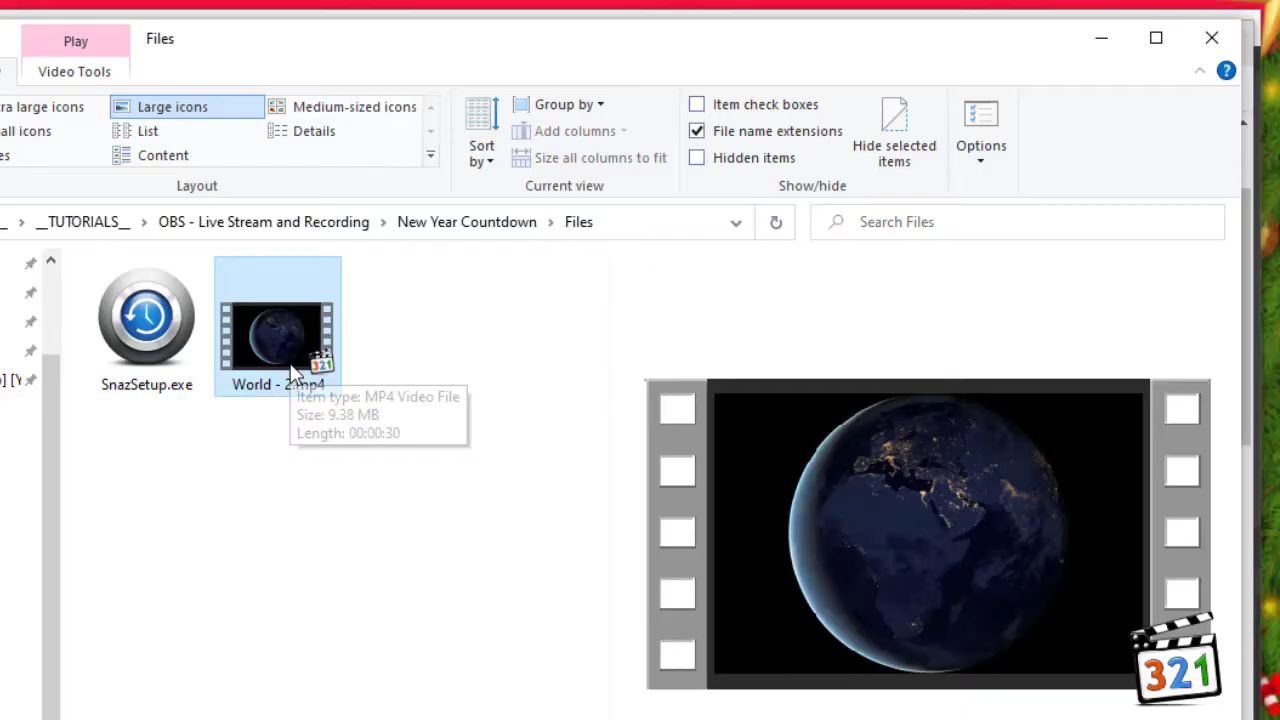 Play
Files
Video Tools
ra large icons
Large icons
Medium-sized icons
all icons
List
Details
es
Content
Layout
Sort by
Group by
Add columns
Size all columns to fit
Current view
Item check boxes
File name extensions
Hidden items
Hide selected items
Show/hide
Options
__TUTORIALS__ > OBS - Live Stream and Recording > New Year Countdown > Files
Search Files
SnazSetup.exe
World - 2.mp4
Item type: MP4 Video File
Size: 9.38 MB
Length: 00:00:30
321
321